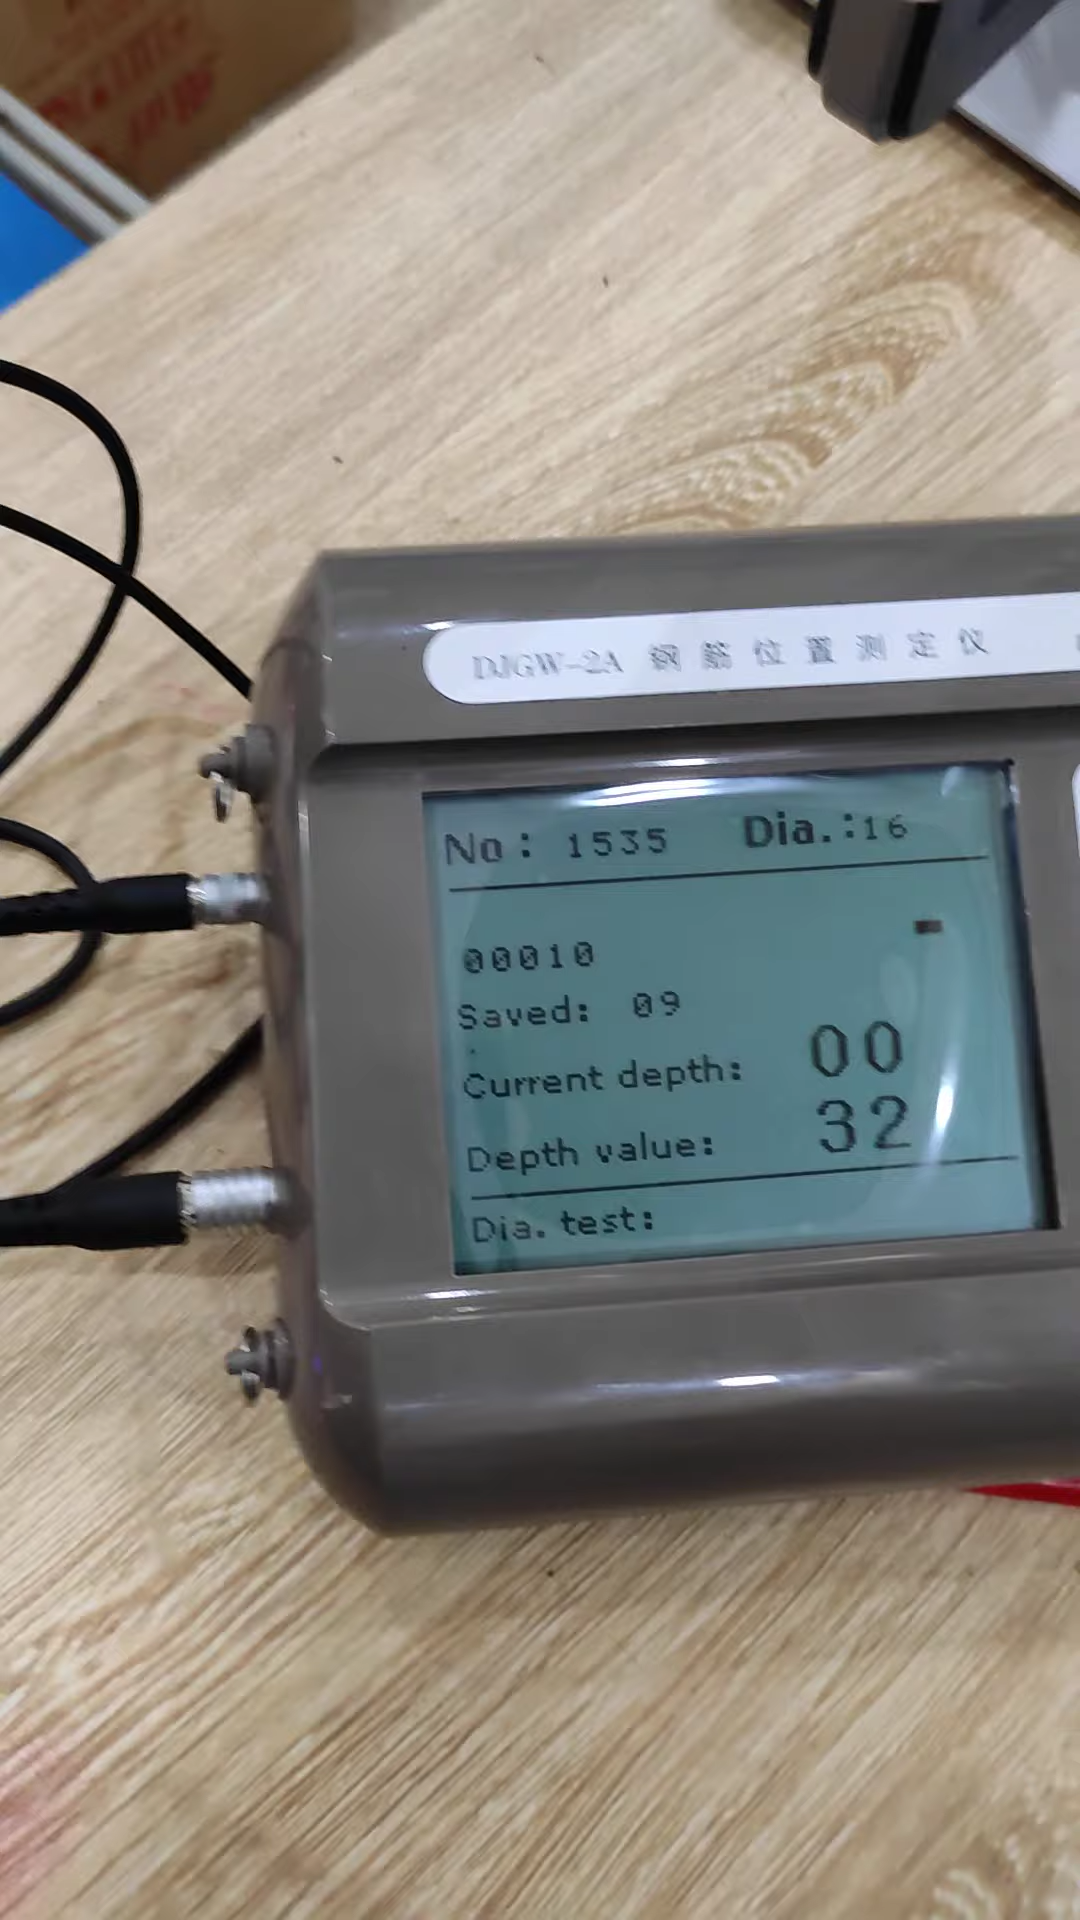 DJGW-2A 钢筋位置测定仪
No: 1535 Dia.:16
00010
Saved: 09
Current depth: 00
Depth value: 32
Dia. test: